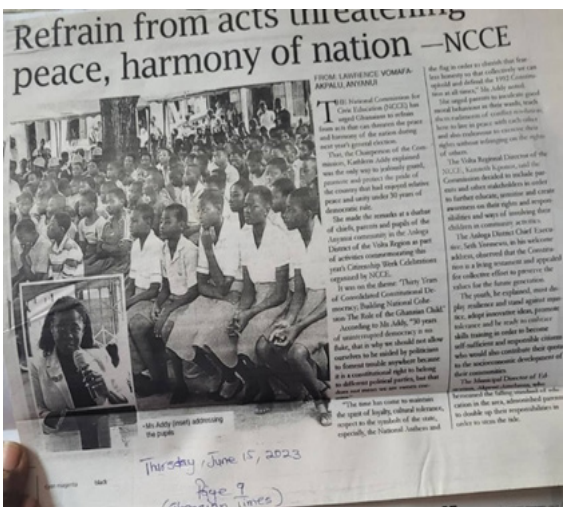 Refrain from acts threatening
peace, harmony of nation —NCCE
FROM: LAWRENCE VOMAFA-
AKPALU, ANYANUI
THE National Commission for
Civic Education (NCCE) has
urged Ghanaians to refrain
from acts that can threaten the peace
and harmony of the nation during
next year's general election.
That, the Chairperson of the Com-
mission, Kathleen Addy explained
was the only way to jealously guard,
promote and protect the pride of
the country that had enjoyed relative
peace and unity under 30 years of
democratic rule.
She made the remarks at a durbar
of chiefs, parents and pupils of the
Anyanui community in the Anloga
District of the Volta Region as part
of activities commemorating this
year's Citizenship Week Celebrations
organised by NCCE.
It was on the theme 'Thirty Years
of Consolidated Constitutional De-
mocracy; Building National Cohe-
sion The Role of the Ghanaian Child.'
According to Ms Addy, "30 years
of uninterrupted democracy is no
fluke, that is why we should not allow
ourselves to be misled by politicians
to foment trouble anywhere because
it is a constitutional right to belong
to different political parties, but that
"The time has come to maintain
the spirit of loyalty, cultural tolerance,
respect to the symbols of the state,
especially, the National Anthem and
the flag in order to cherish that fear-
less honesty so that collectively we can
uphold and defend the 1992 Constitu-
tion at all times," Ms Addy noted.
She urged parents to inculcate good
moral behaviour in their wards, teach
them rudiments of conflict resolution,
how to live in peace with each other
and thus endeavour to exercise their
rights without infringing on the rights
of others.
The Volta Regional Director of the
NCCE, Kenneth Kponor, said the
Commission decided to include par-
ents and other stakeholders in order
to further educate, sensitise and create
awareness on their rights and responsi-
bilities and ways of involving their
children in community activities.
The Anloga District Chief Execu-
tive, Seth Yormewu, in his welcome
address, observed that the Constitu-
tion is a living testament and appealed
for collective effort to preserve the
values for the future generation.
The youth, he explained, must dis-
play resilience and stand against injus-
tice, adopt innovative ideas, promote
tolerance and be ready to embrace
skills training in order to become
self sufficient and responsible citizens
who would also contribute their quota
to the socioeconomic development of
their communities.
The Municipal Director of Ed-
bemoaned the falling standard of edu-
cation in the area, admonished parents
to double up their responsibilities in
order to stem the tide.
•Ms Addy (inset) addressing
the pupils
Thursday, June 15, 2023
Page 9
(Ghanaian Times)
magenta black